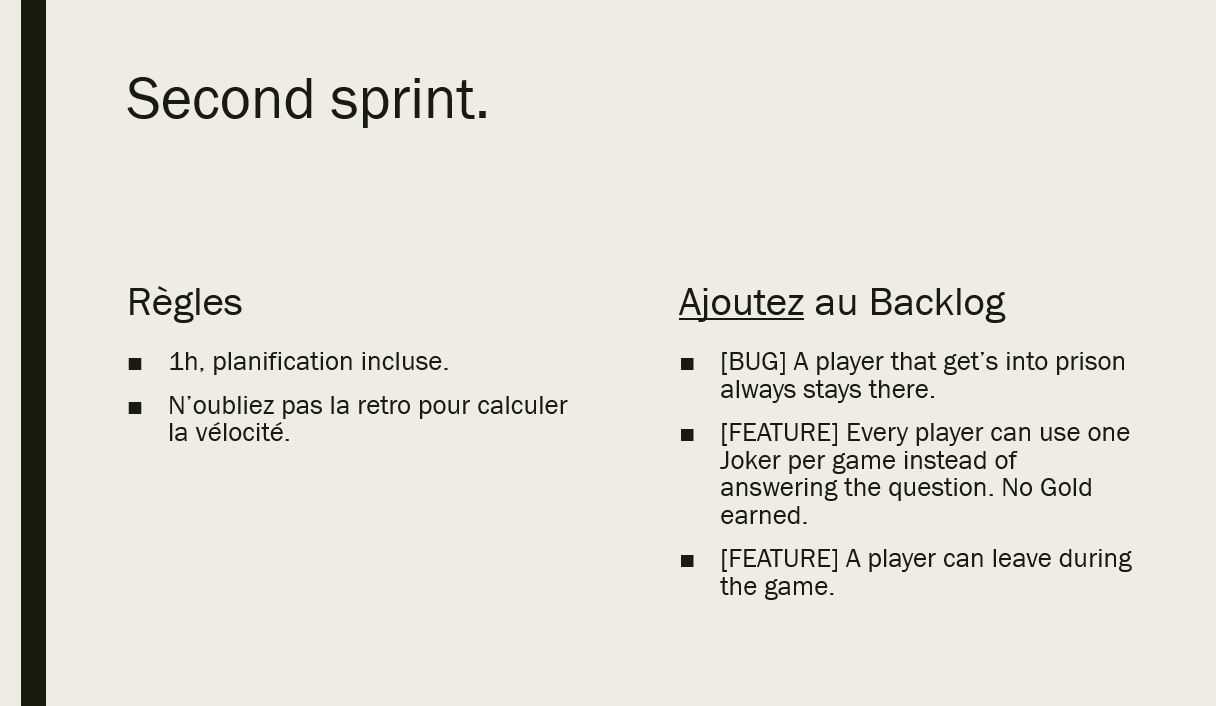 Second sprint.
Règles
■ 1h, planification incluse.
■ N’oubliez pas la retro pour calculer
la vélocité.
Ajoutez au Backlog
■ [BUG] A player that get’s into prison
always stays there.
■ [FEATURE] Every player can use one
Joker per game instead of
answering the question. No Gold
earned.
■ [FEATURE] A player can leave during
the game.